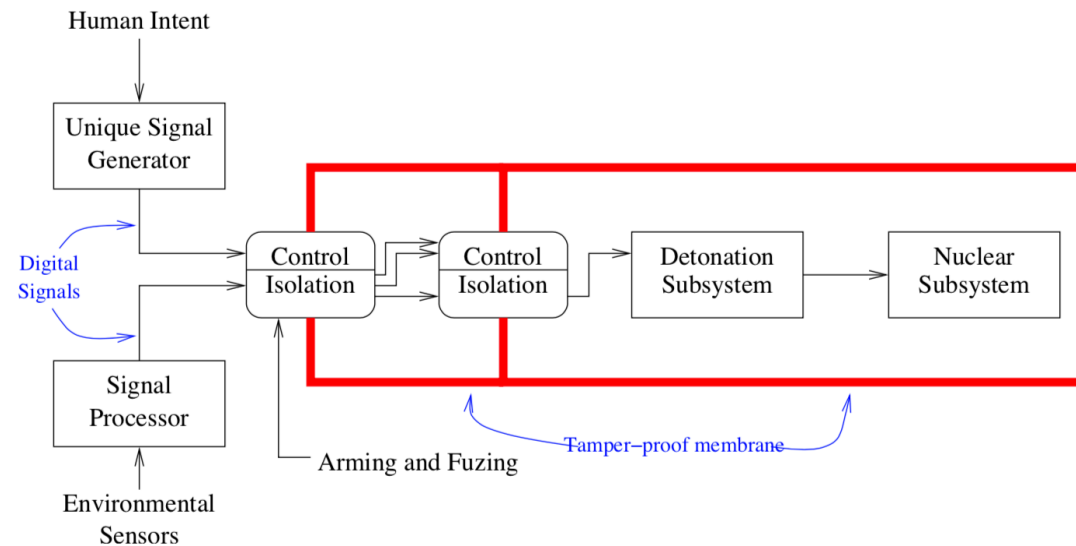 Human Intent
Unique Signal
Generator
Digital
Signals
Control
Isolation
Control
Isolation
Detonation
Subsystem
Nuclear
Subsystem
Signal
Processor
Tamper−proof membrane
Arming and Fuzing
Environmental
Sensors